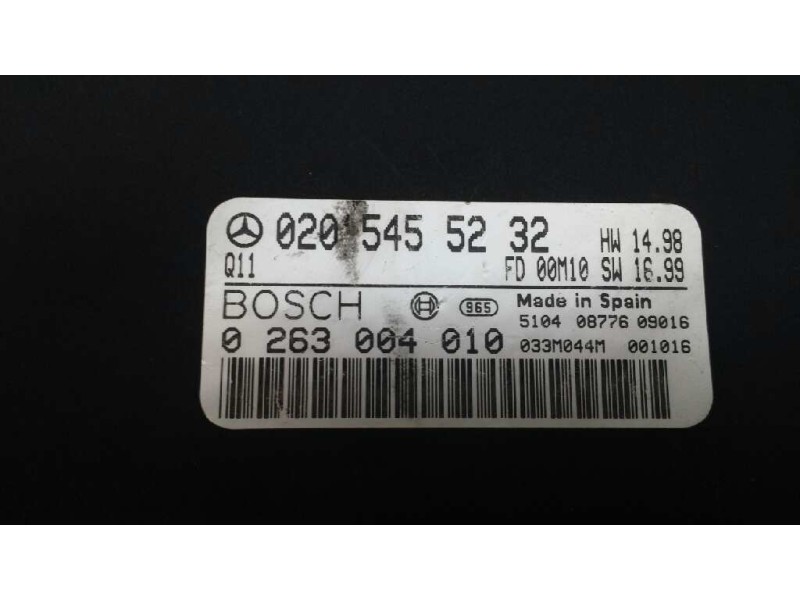 020 545 52 32 HW 14.98
Q11 FD 00M10 SW 16.99
BOSCH 965 Made in Spain
5104 08776 09016
0 263 004 010 033M044M 001016